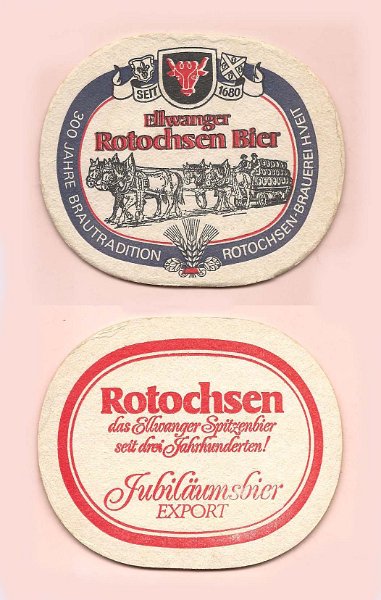 SEIT 1680
Ellwanger
Rotochsen Bier
300 JAHRE BRAUTRADITION
ROTOCHSEN-BRAUEREI H.VEIT
Rotochsen
das Ellwanger Spitzenbier
seit drei Jahrhunderten!
Jubiläumsbier
EXPORT